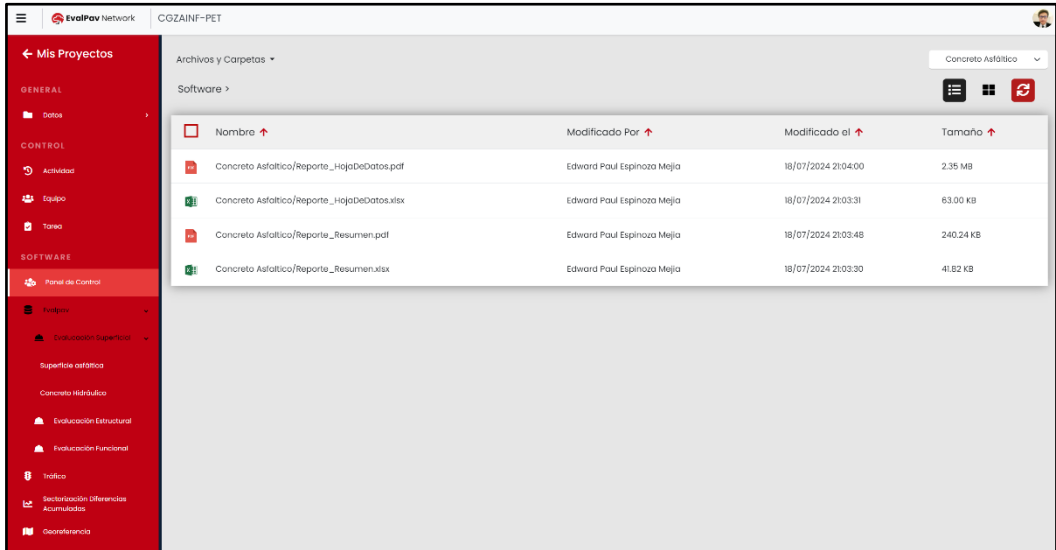 EvalPav Network
CGZAINF-PET
Mis Proyectos
GENERAL
Datos
CONTROL
Actividad
Equipo
Tarea
SOFTWARE
Panel de Control
Evalpav
Evalucación Superficial
Superficie asfáltica
Concreto Hidráulico
Evalucación Estructural
Evalucación Funcional
Tráfico
Sectorización Diferencias
Acumuladas
Georeferencia
Archivos y Carpetas
Concreto Asfáltico
Software >
Nombre Modificado Por Modificado el Tamaño
Concreto Asfaltico/Reporte_HojaDeDatos.pdf Edward Paul Espinoza Mejia 18/07/2024 21:04:00 2.35 MB
Concreto Asfaltico/Reporte_HojaDeDatos.xlsx Edward Paul Espinoza Mejia 18/07/2024 21:03:31 63.00 KB
Concreto Asfaltico/Reporte_Resumen.pdf Edward Paul Espinoza Mejia 18/07/2024 21:03:48 240.24 KB
Concreto Asfaltico/Reporte_Resumen.xlsx Edward Paul Espinoza Mejia 18/07/2024 21:03:30 41.82 KB